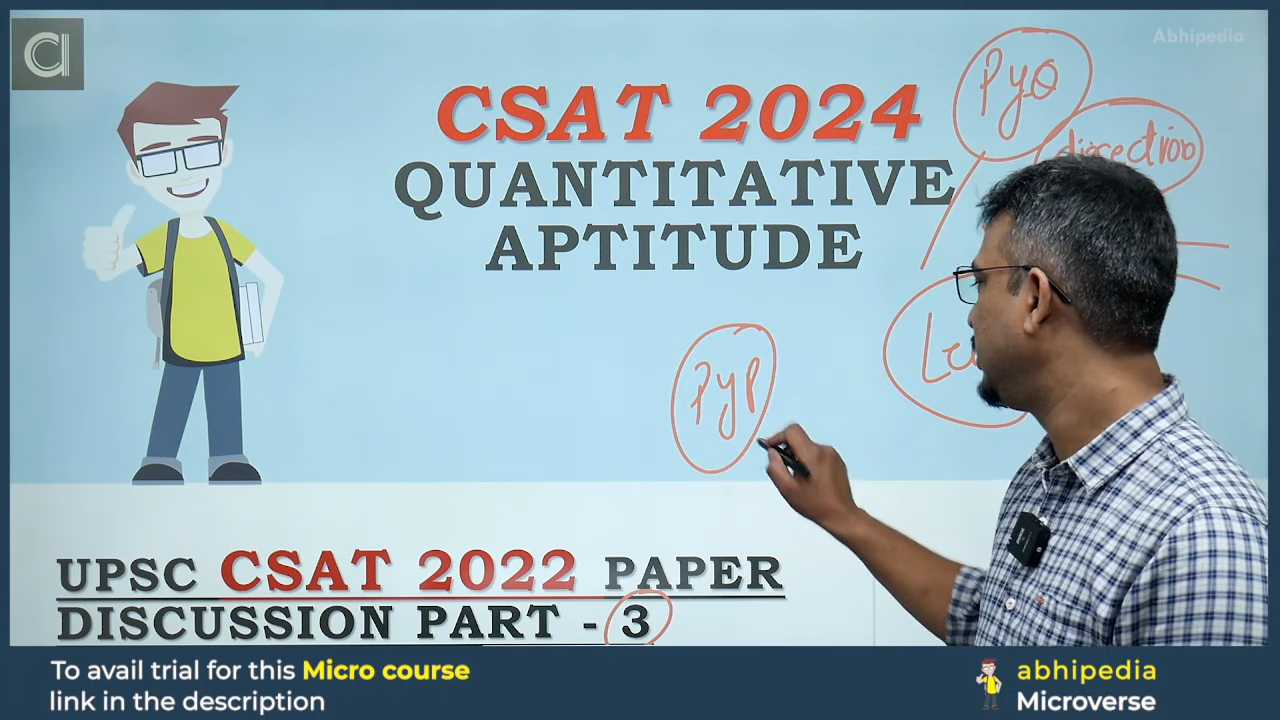 Abhipedia
CSAT 2024
QUANTITATIVE
APTITUDE
PYQ
PYP
UPSC CSAT 2022 PAPER
DISCUSSION PART - 3
To avail trial for this Micro course
link in the description
abhipedia
Microverse